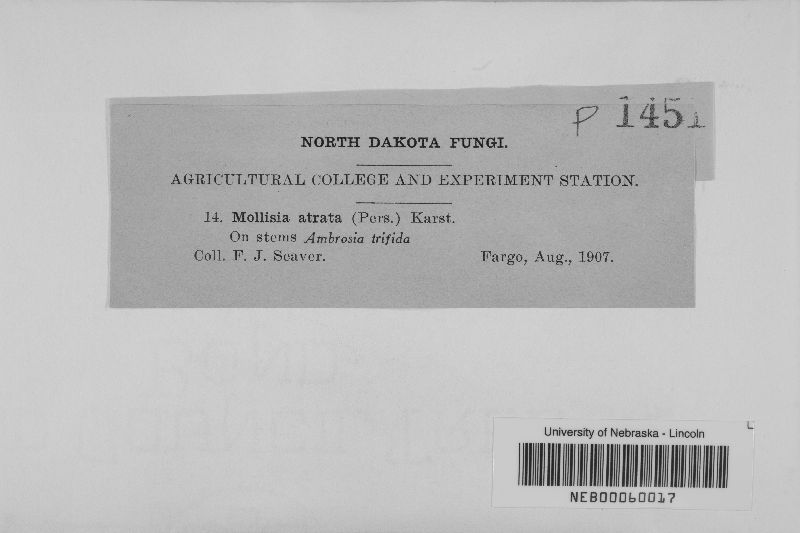 P 1451
NORTH DAKOTA FUNGI.
AGRICULTURAL COLLEGE AND EXPERIMENT STATION.
14. Mollisia atrata (Pers.) Karst.
On stems Ambrosia trifida
Coll. F. J. Seaver. Fargo, Aug., 1907.
University of Nebraska - Lincoln
NEB00060017